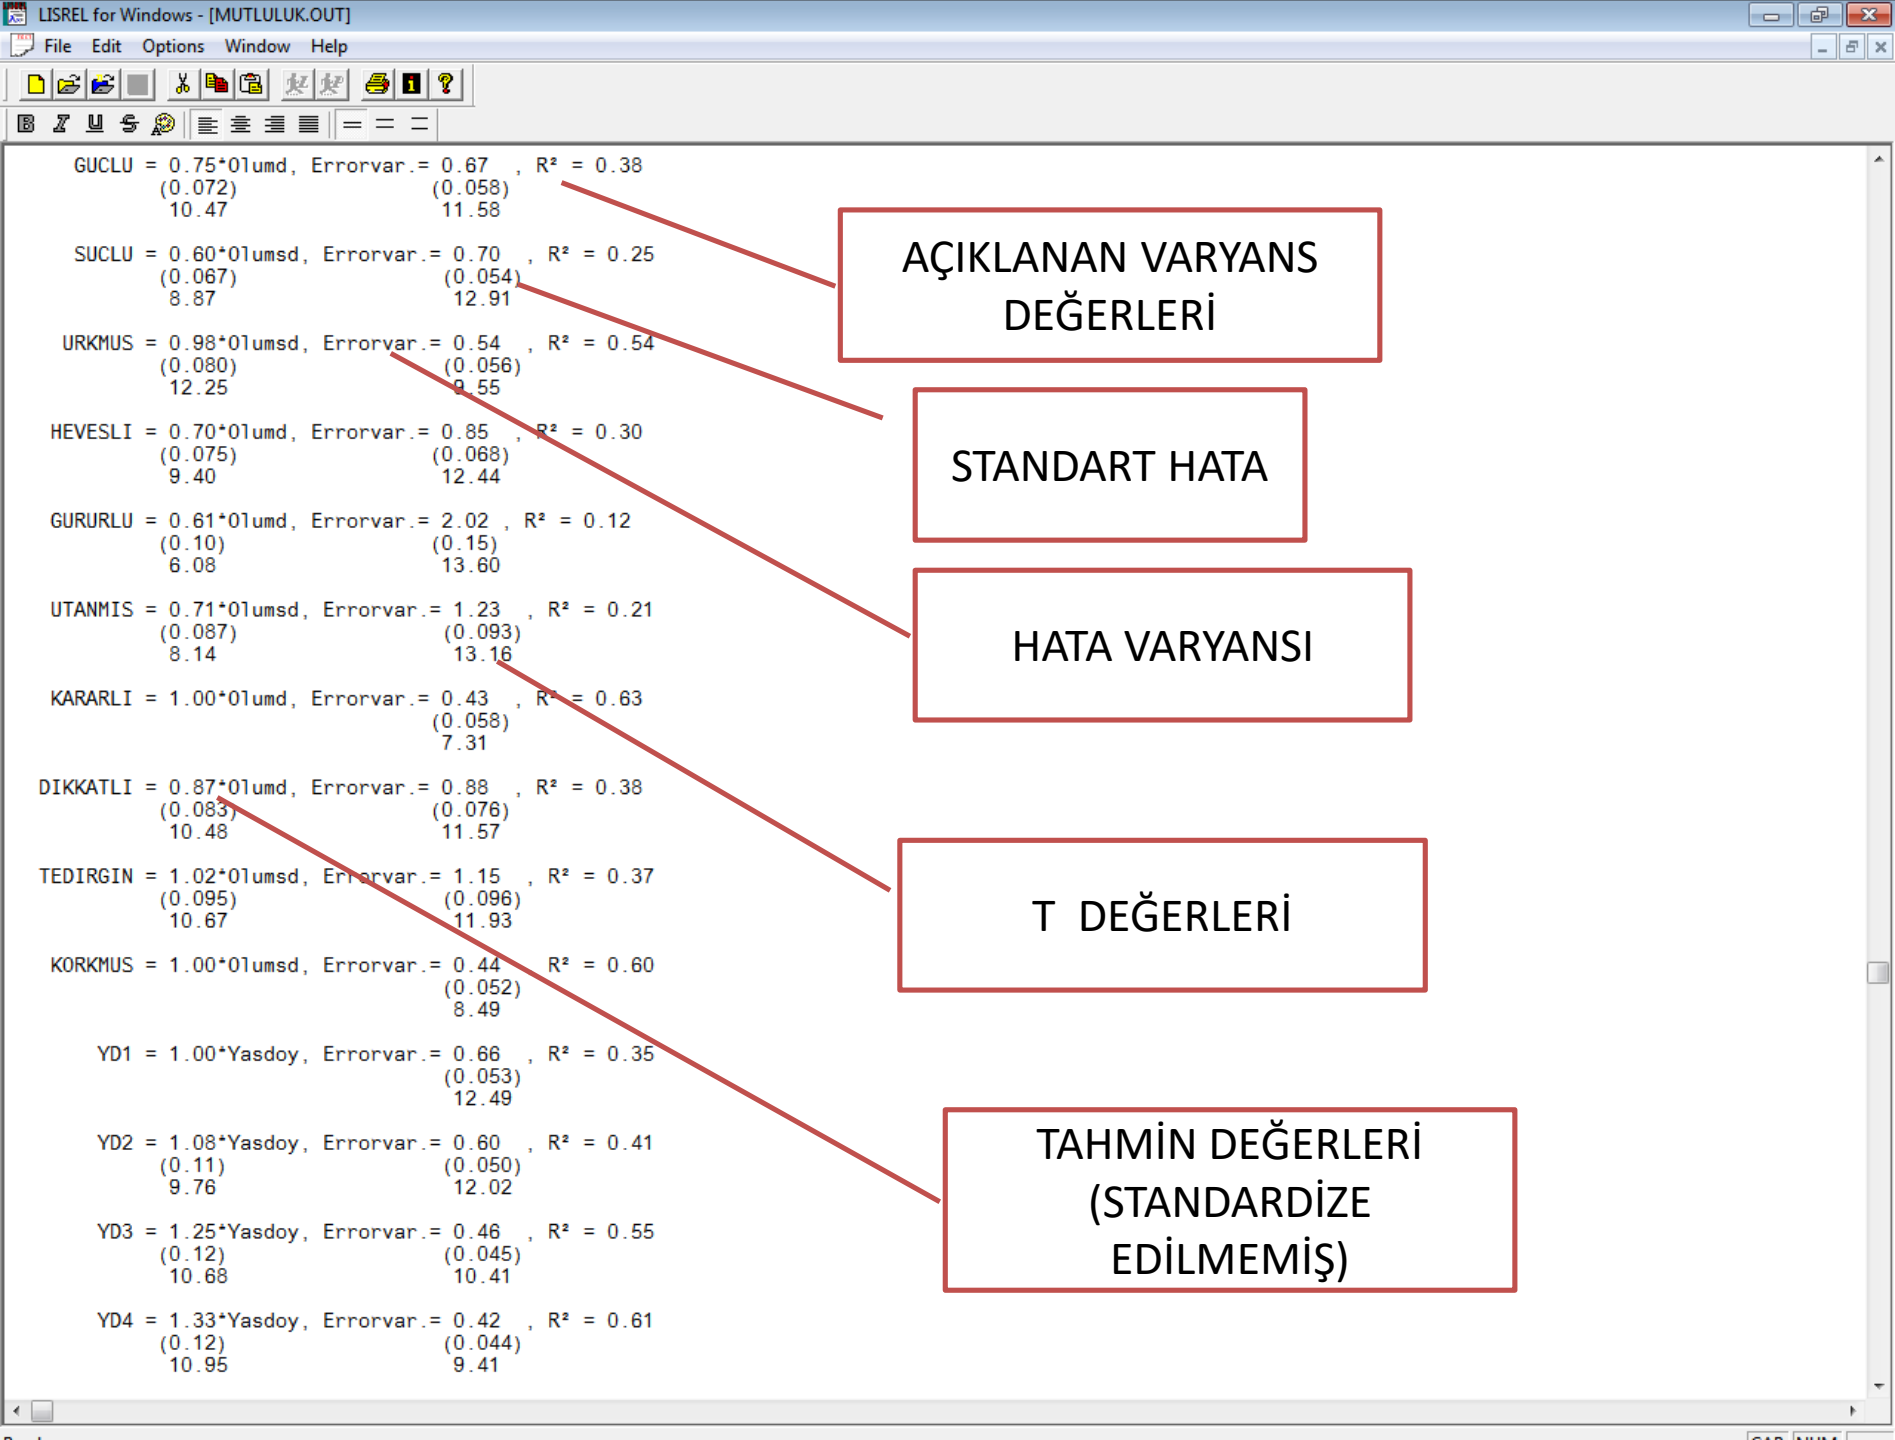 LISREL for Windows - [MUTLULUK.OUT]
File Edit Options Window Help
GUCLU = 0.75*Olumd, Errorvar.= 0.67 , R² = 0.38
(0.072) (0.058)
10.47 11.58
SUCLU = 0.60*Olumsd, Errorvar.= 0.70 , R² = 0.25
(0.067) (0.054)
8.87 12.91
URKMUS = 0.98*Olumsd, Errorvar.= 0.54 , R² = 0.54
(0.080) (0.056)
12.25 9.55
HEVESLI = 0.70*Olumd, Errorvar.= 0.85 , R² = 0.30
(0.075) (0.068)
9.40 12.44
GURURLU = 0.61*Olumd, Errorvar.= 2.02 , R² = 0.12
(0.10) (0.15)
6.08 13.60
UTANMIS = 0.71*Olumsd, Errorvar.= 1.23 , R² = 0.21
(0.087) (0.093)
8.14 13.16
KARARLI = 1.00*Olumd, Errorvar.= 0.43 , R² = 0.63
(0.058)
7.31
DIKKATLI = 0.87*Olumd, Errorvar.= 0.88 , R² = 0.38
(0.083) (0.076)
10.48 11.57
TEDIRGIN = 1.02*Olumsd, Errorvar.= 1.15 , R² = 0.37
(0.095) (0.096)
10.67 11.93
KORKMUS = 1.00*Olumsd, Errorvar.= 0.44 R² = 0.60
(0.052)
8.49
YD1 = 1.00*Yasdoy, Errorvar.= 0.66 , R² = 0.35
(0.053)
12.49
YD2 = 1.08*Yasdoy, Errorvar.= 0.60 , R² = 0.41
(0.11) (0.050)
9.76 12.02
YD3 = 1.25*Yasdoy, Errorvar.= 0.46 , R² = 0.55
(0.12) (0.045)
10.68 10.41
YD4 = 1.33*Yasdoy, Errorvar.= 0.42 , R² = 0.61
(0.12) (0.044)
10.95 9.41
AÇIKLANAN VARYANS
DEĞERLERİ
STANDART HATA
HATA VARYANSI
T DEĞERLERİ
TAHMİN DEĞERLERİ
(STANDARDİZE
EDİLMEMİŞ)